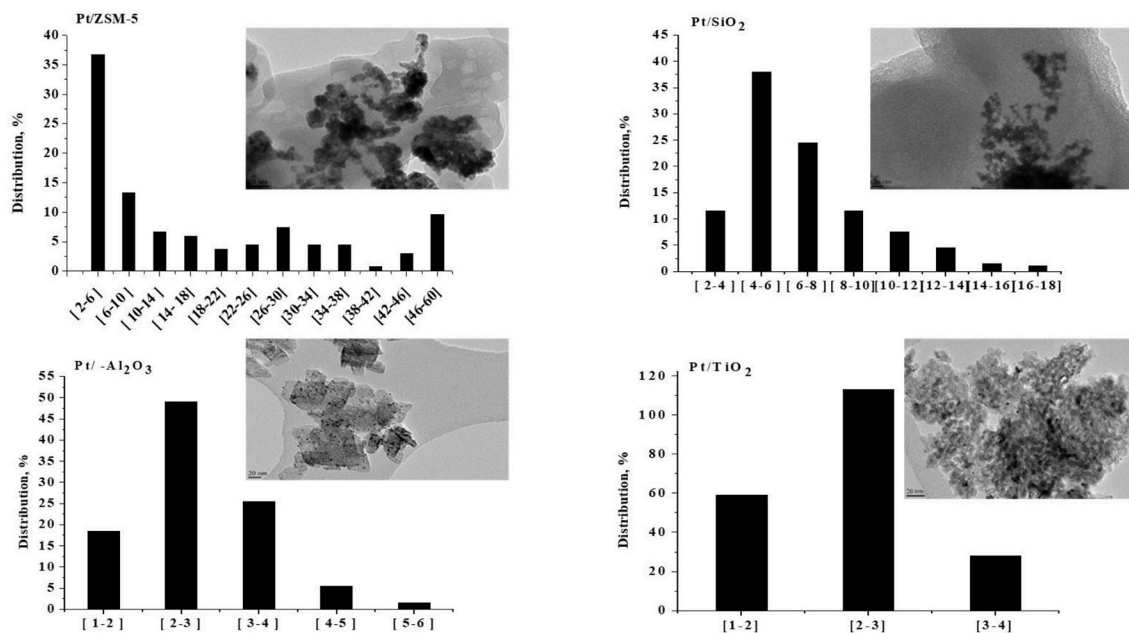 Pt/ZSM-5
Distribution, %
40
35
30
25
20
15
10
5
0
[ 2-6 ]
[ 6-10 ]
[ 10-14 ]
[ 14- 18]
[18-22]
[22-26]
[26-30]
[30-34]
[34-38]
[38-42]
[42-46]
[46-60]
Pt/SiO2
Distribution,%
45
40
35
30
25
20
15
10
5
0
[ 2-4 ] [ 4-6 ] [ 6-8 ] [ 8-10] [10-12] [12-14] [14-16] [16-18]
Pt/ -Al2O3
Distribution, %
55
50
45
40
35
30
25
20
15
10
5
0
[ 1-2 ] [ 2-3 ] [ 3-4 ] [ 4-5 ] [ 5-6 ]
20 nm
Pt/TiO2
Distribution, %
120
100
80
60
40
20
0
[1-2] [2-3] [3-4]
20 nm